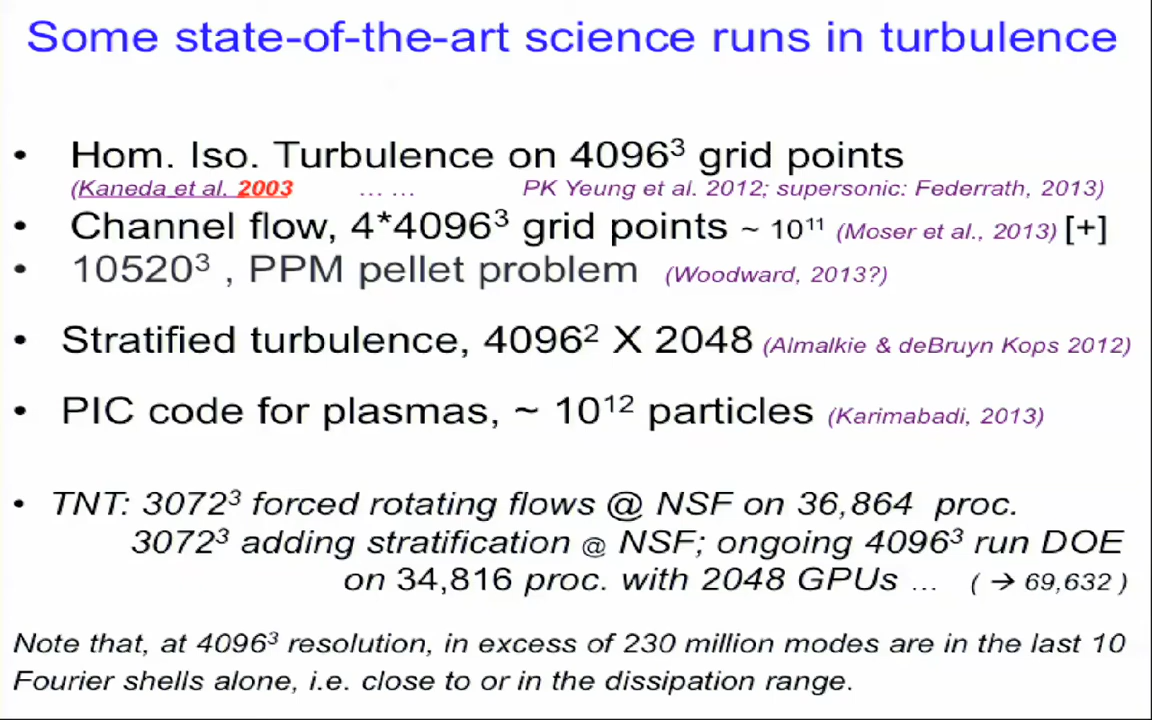 Some state-of-the-art science runs in turbulence
• Hom. Iso. Turbulence on 4096³ grid points
(Kaneda et al. 2003 … … PK Yeung et al. 2012; supersonic: Federrath, 2013)
• Channel flow, 4*4096³ grid points ~ 10¹¹ (Moser et al., 2013) [+]
• 10520³ , PPM pellet problem (Woodward, 2013?)
• Stratified turbulence, 4096² X 2048 (Almalkie & deBruyn Kops 2012)
• PIC code for plasmas, ~ 10¹² particles (Karimabadi, 2013)
• TNT: 3072³ forced rotating flows @ NSF on 36,864 proc.
3072³ adding stratification @ NSF; ongoing 4096³ run DOE
on 34,816 proc. with 2048 GPUs … ( → 69,632 )
Note that, at 4096³ resolution, in excess of 230 million modes are in the last 10
Fourier shells alone, i.e. close to or in the dissipation range.